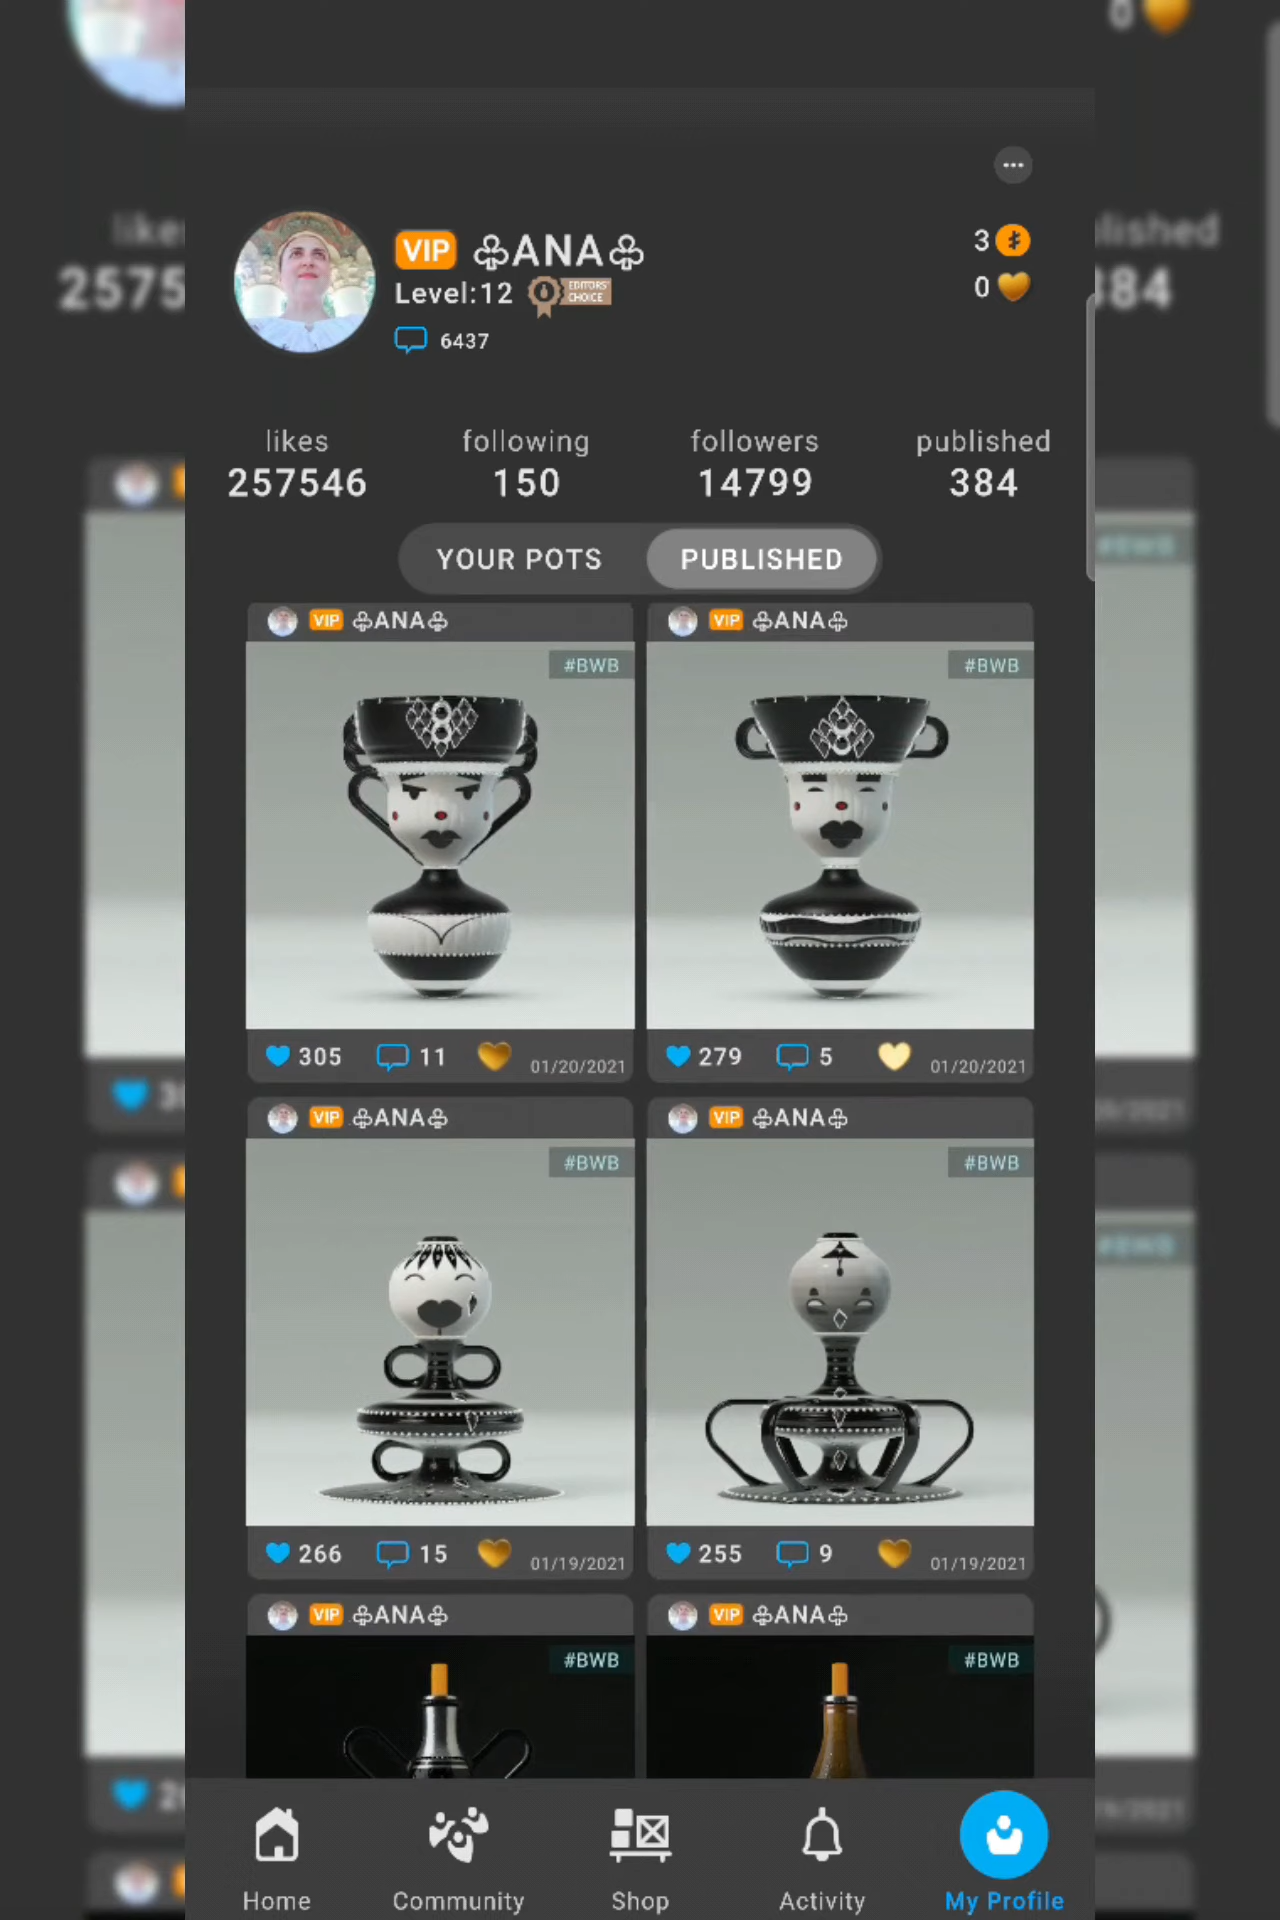 0
3
VIP ♧ANA♧
Level:12 EDITORS' CHOICE
0
6437
likes following followers published
257546 150 14799 384
YOUR POTS PUBLISHED
VIP ♧ANA♧ VIP ♧ANA♧
#BWB #BWB
305 11 01/20/2021 279 5 01/20/2021
VIP ♧ANA♧ VIP ♧ANA♧
#BWB #BWB
266 15 01/19/2021 255 9 01/19/2021
VIP ♧ANA♧ VIP ♧ANA♧
#BWB #BWB
Home Community Shop Activity My Profile